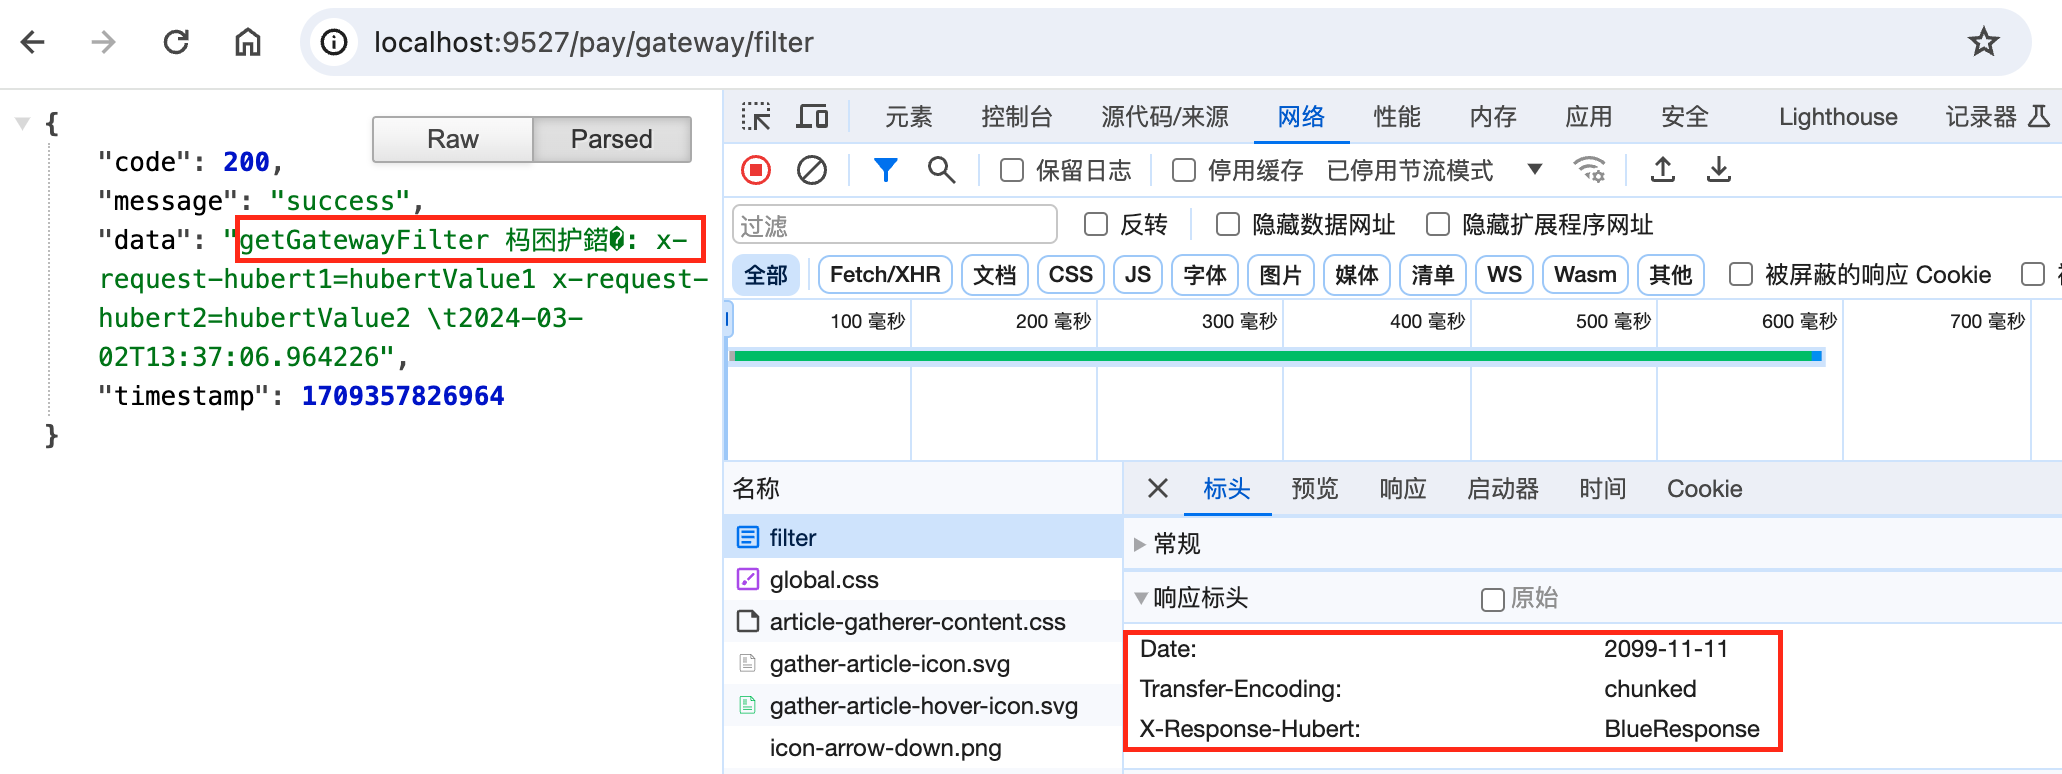 localhost:9527/pay/gateway/filter
{
Raw Parsed
"code": 200,
"message": "success",
"data": "getGatewayFilter 杩囨护鍣�: x-
request-hubert1=hubertValue1 x-request-
hubert2=hubertValue2 \t2024-03-
02T13:37:06.964226",
"timestamp": 1709357826964
}
元素 控制台 源代码/来源 网络 性能 内存 应用 安全 Lighthouse 记录器
保留日志 停用缓存 已停用节流模式
过滤 反转 隐藏数据网址 隐藏扩展程序网址
全部 Fetch/XHR 文档 CSS JS 字体 图片 媒体 清单 WS Wasm 其他 被屏蔽的响应 Cookie
100 毫秒 200 毫秒 300 毫秒 400 毫秒 500 毫秒 600 毫秒 700 毫秒
名称
filter
global.css
article-gatherer-content.css
gather-article-icon.svg
gather-article-hover-icon.svg
icon-arrow-down.png
标头 预览 响应 启动器 时间 Cookie
常规
响应标头 原始
Date: 2099-11-11
Transfer-Encoding: chunked
X-Response-Hubert: BlueResponse